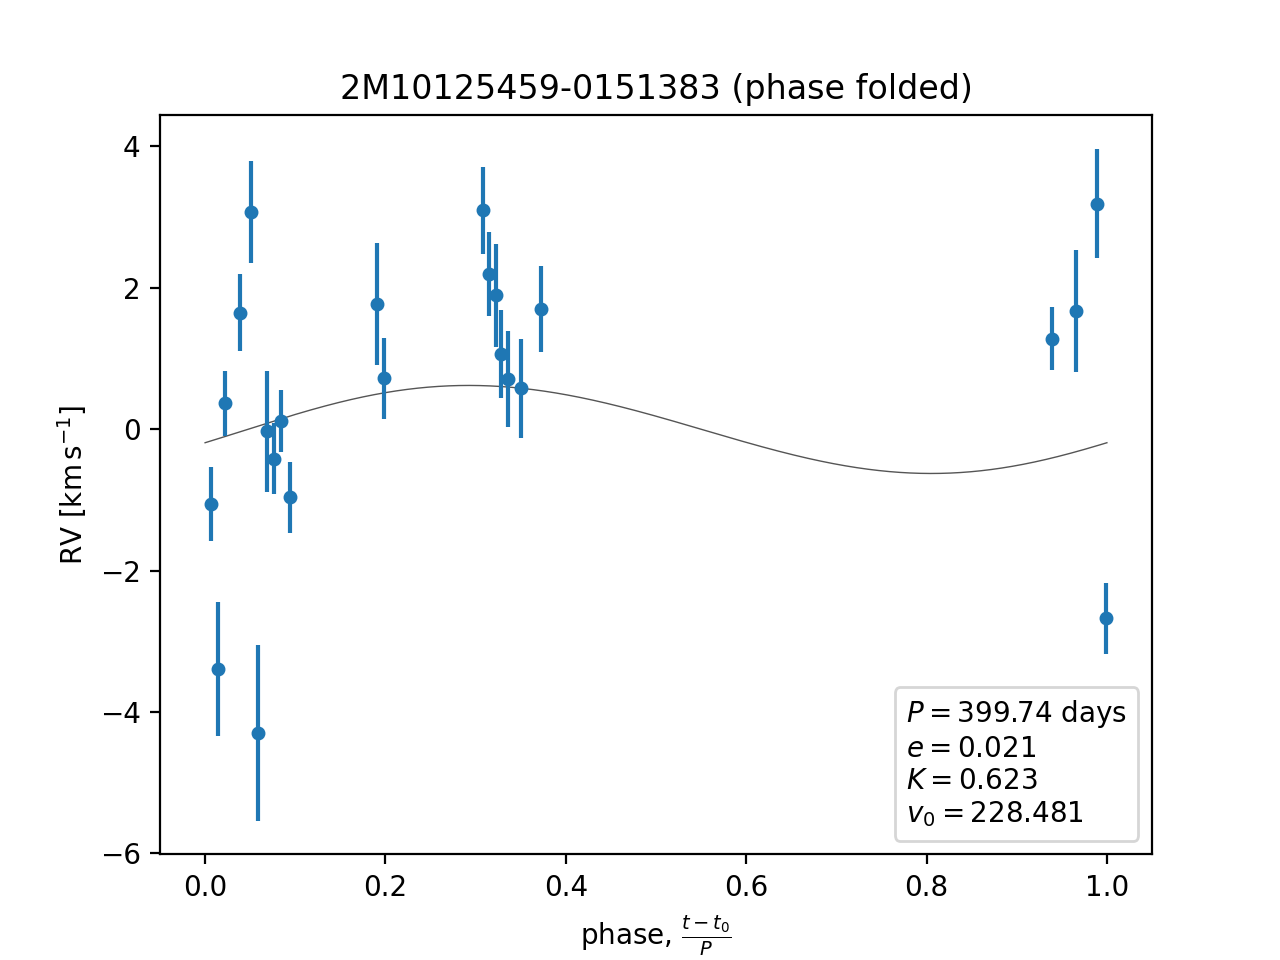 2M10125459-0151383 (phase folded)
RV [km s⁻¹]
4
2
0
−2
−4
−6
P = 399.74 days
e = 0.021
K = 0.623
v₀ = 228.481
0.0 0.2 0.4 0.6 0.8 1.0
phase, (t − t₀)/P